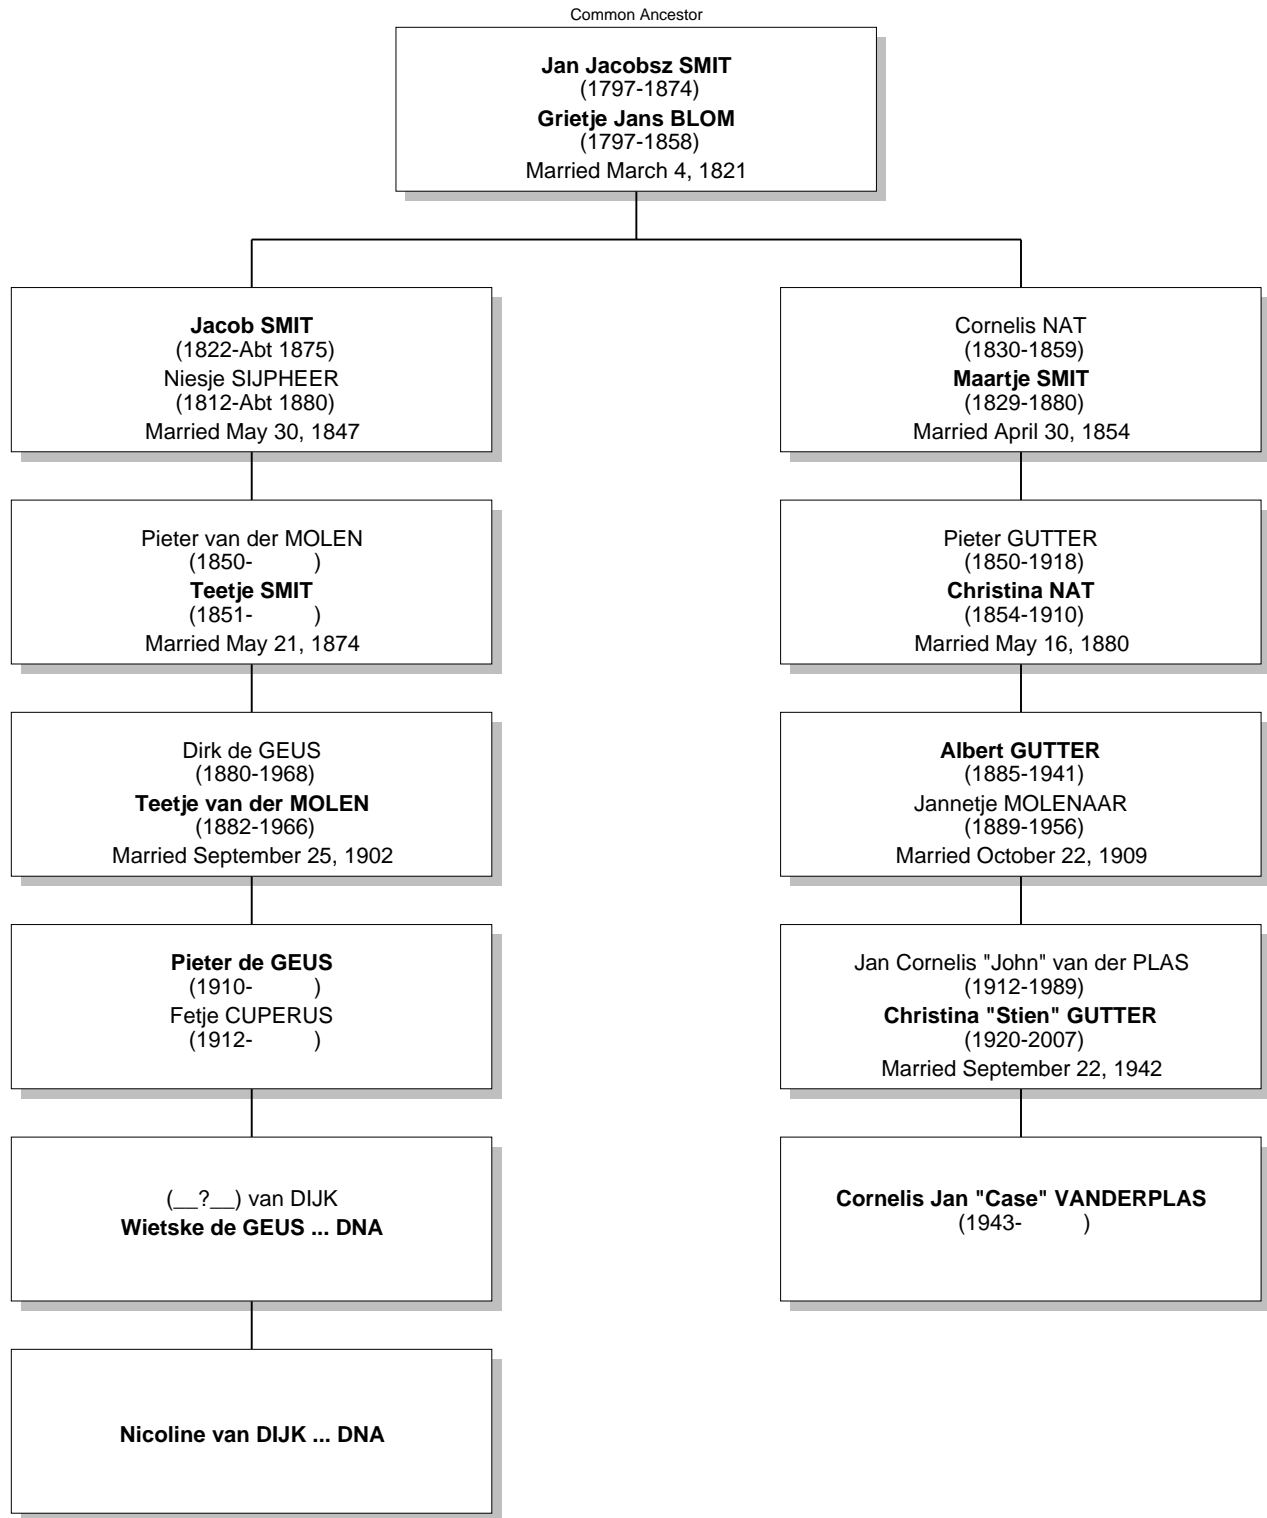 Common Ancestor
Jan Jacobsz SMIT
(1797-1874)
Grietje Jans BLOM
(1797-1858)
Married March 4, 1821
Jacob SMIT
(1822-Abt 1875)
Niesje SIJPHEER
(1812-Abt 1880)
Married May 30, 1847
Cornelis NAT
(1830-1859)
Maartje SMIT
(1829-1880)
Married April 30, 1854
Pieter van der MOLEN
(1850- )
Teetje SMIT
(1851- )
Married May 21, 1874
Pieter GUTTER
(1850-1918)
Christina NAT
(1854-1910)
Married May 16, 1880
Dirk de GEUS
(1880-1968)
Teetje van der MOLEN
(1882-1966)
Married September 25, 1902
Albert GUTTER
(1885-1941)
Jannetje MOLENAAR
(1889-1956)
Married October 22, 1909
Pieter de GEUS
(1910- )
Fetje CUPERUS
(1912- )
Jan Cornelis "John" van der PLAS
(1912-1989)
Christina "Stien" GUTTER
(1920-2007)
Married September 22, 1942
(__?__) van DIJK
Wietske de GEUS ... DNA
Cornelis Jan "Case" VANDERPLAS
(1943- )
Nicoline van DIJK ... DNA